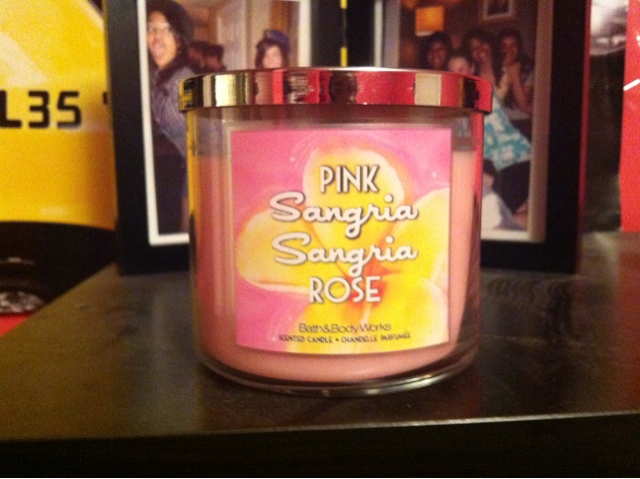 L35
PINK
Sangria
Sangria
ROSE
Bath&BodyWorks
SCENTED CANDLE • CHANDELLE PARFUMÉE